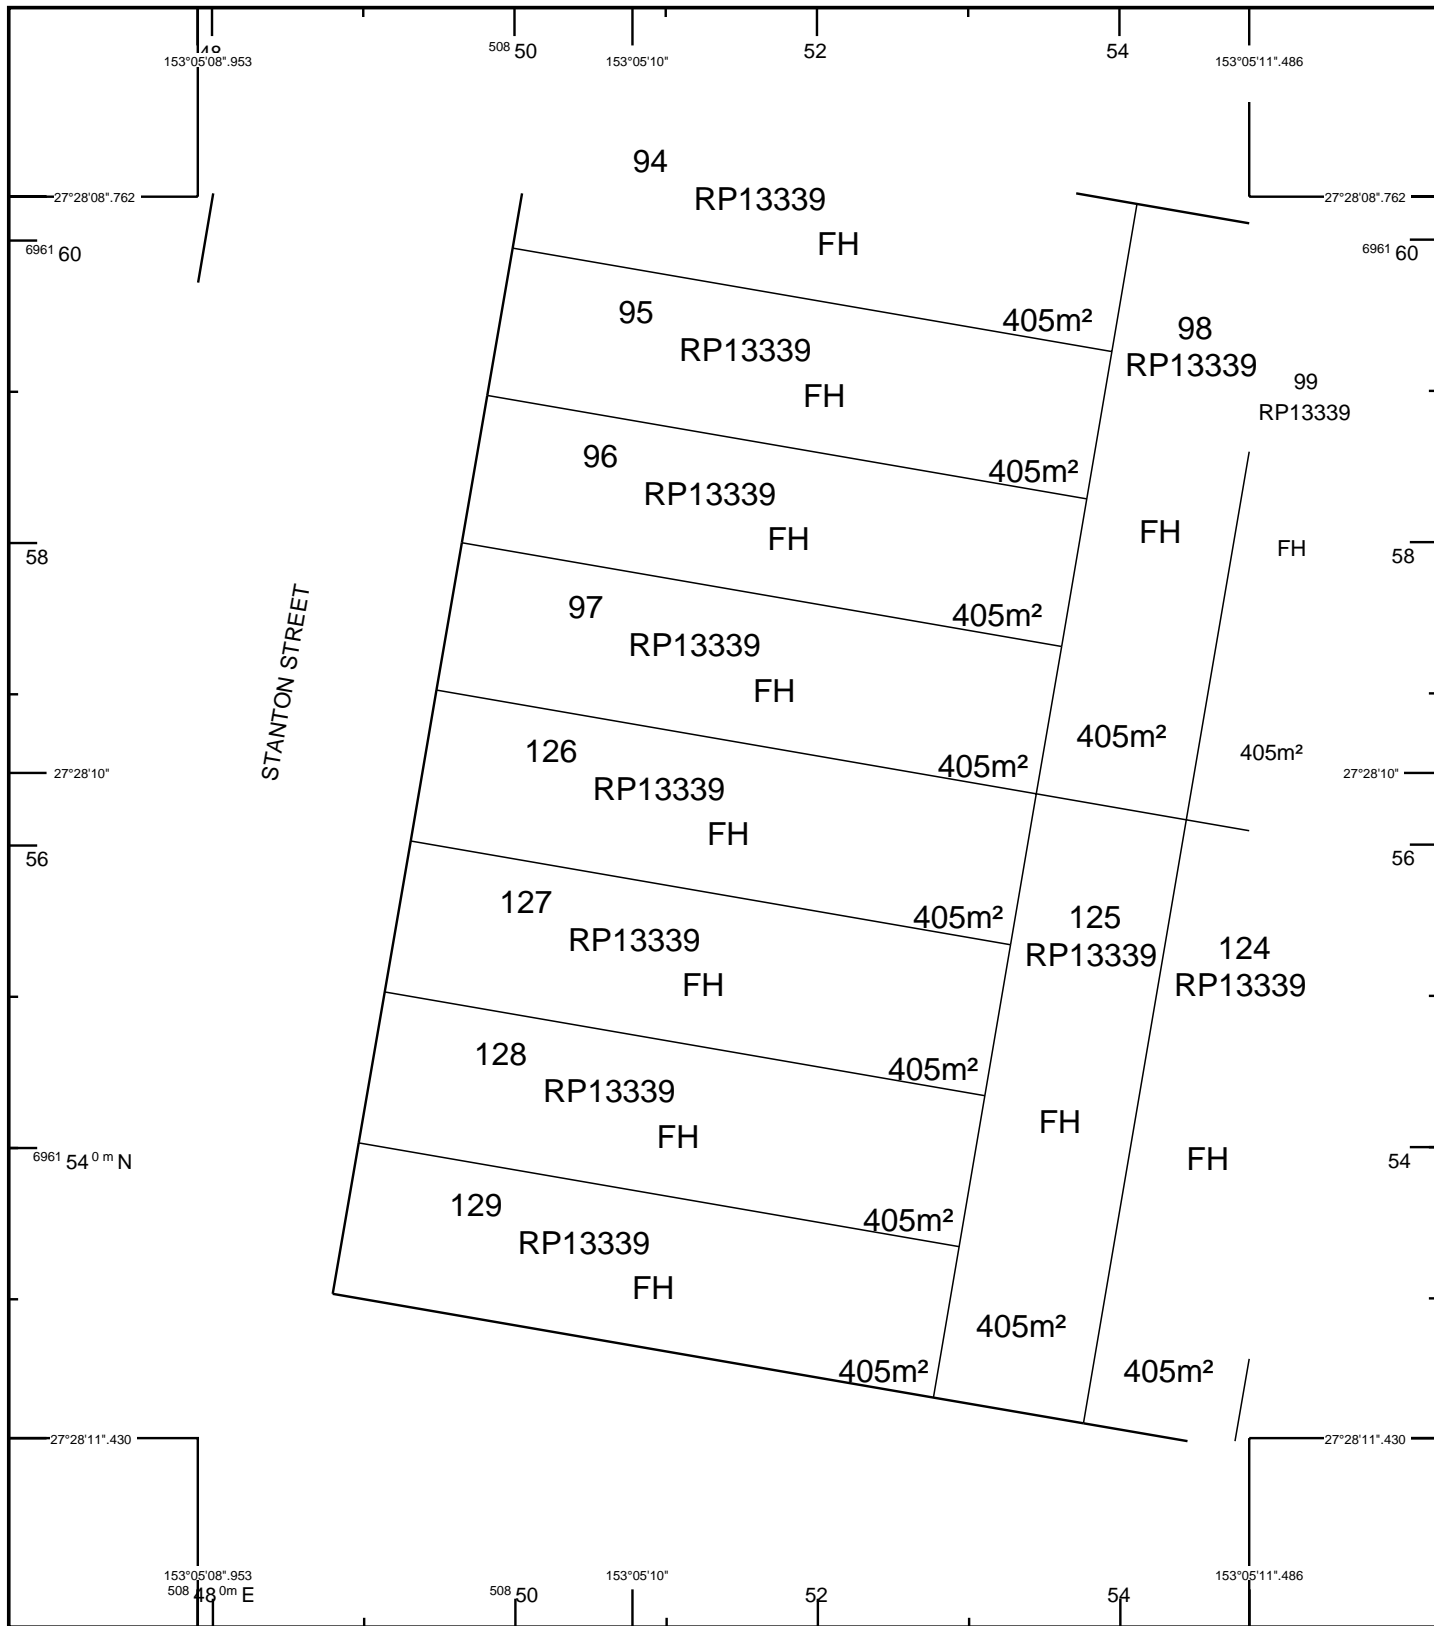 48
508 50
52
54
153°05'08".953
153°05'10"
153°05'11".486
27°28'08".762
27°28'08".762
6961 60
6961 60
94
RP13339
FH
405m²
95
RP13339
FH
405m²
98
RP13339
FH
405m²
99
RP13339
FH
405m²
96
RP13339
FH
405m²
58
58
97
RP13339
FH
405m²
STANTON STREET
27°28'10"
27°28'10"
126
RP13339
FH
405m²
56
56
127
RP13339
FH
405m²
125
RP13339
FH
405m²
124
RP13339
FH
405m²
128
RP13339
FH
405m²
6961 54 0 m N
54
129
RP13339
FH
405m²
27°28'11".430
27°28'11".430
153°05'08".953
153°05'10"
153°05'11".486
508 48 0m E
508 50
52
54